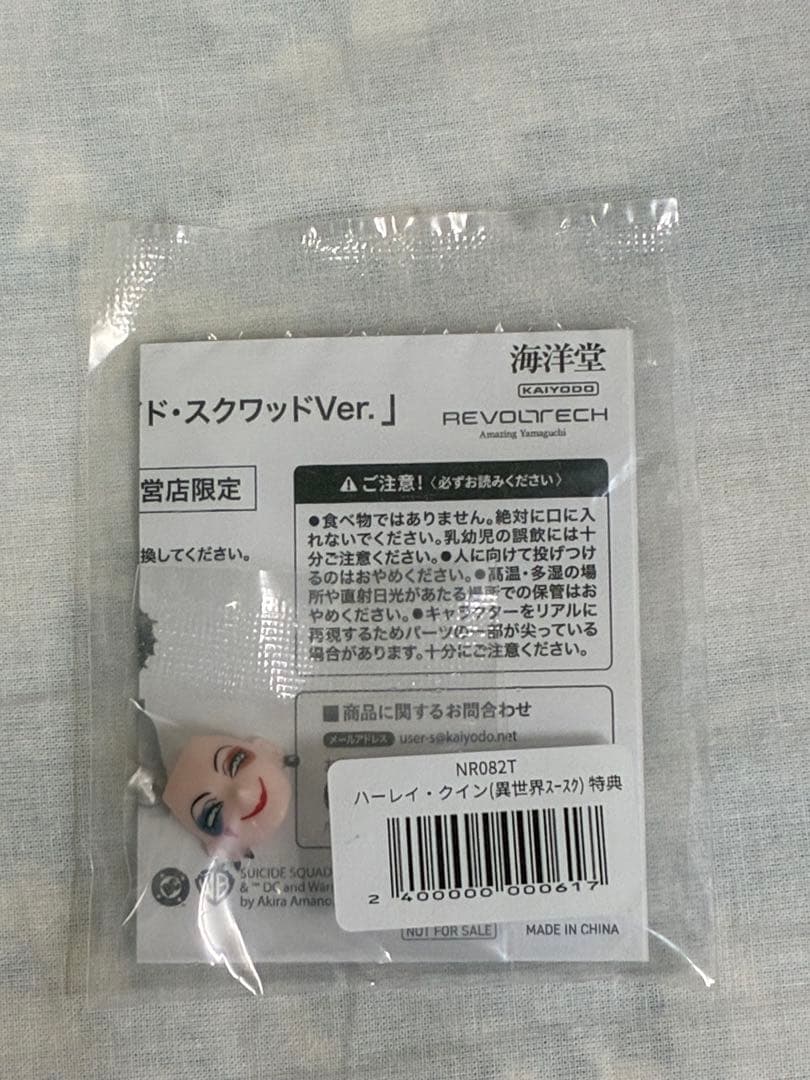 海洋堂
KAIYODO
REVOLTECH
Amazing Yamaguchi
ド・スクワッドVer.」
営店限定
換してください。
ご注意!〈必ずお読みください〉
●食べ物ではありません。絶対に口に入
れないでください。乳幼児の誤飲には十
分ご注意ください。●人に向けて投げつけ
るのはおやめください。●高温・多湿の場
所や直射日光があたる場所での保管はお
やめください。●キャラクターをリアルに
再現するためパーツの一部が尖っている
場合があります。十分にご注意ください。
■商品に関するお問合わせ
メールアドレス user-s@kaiyodo.net
NR082T
ハーレイ・クイン(異世界ｽｰｽｸ) 特典
2 400000 000617
DC
WB
SUICIDE SQUAD
& ™ DC and War
by Akira Amano.
NOT FOR SALE
MADE IN CHINA